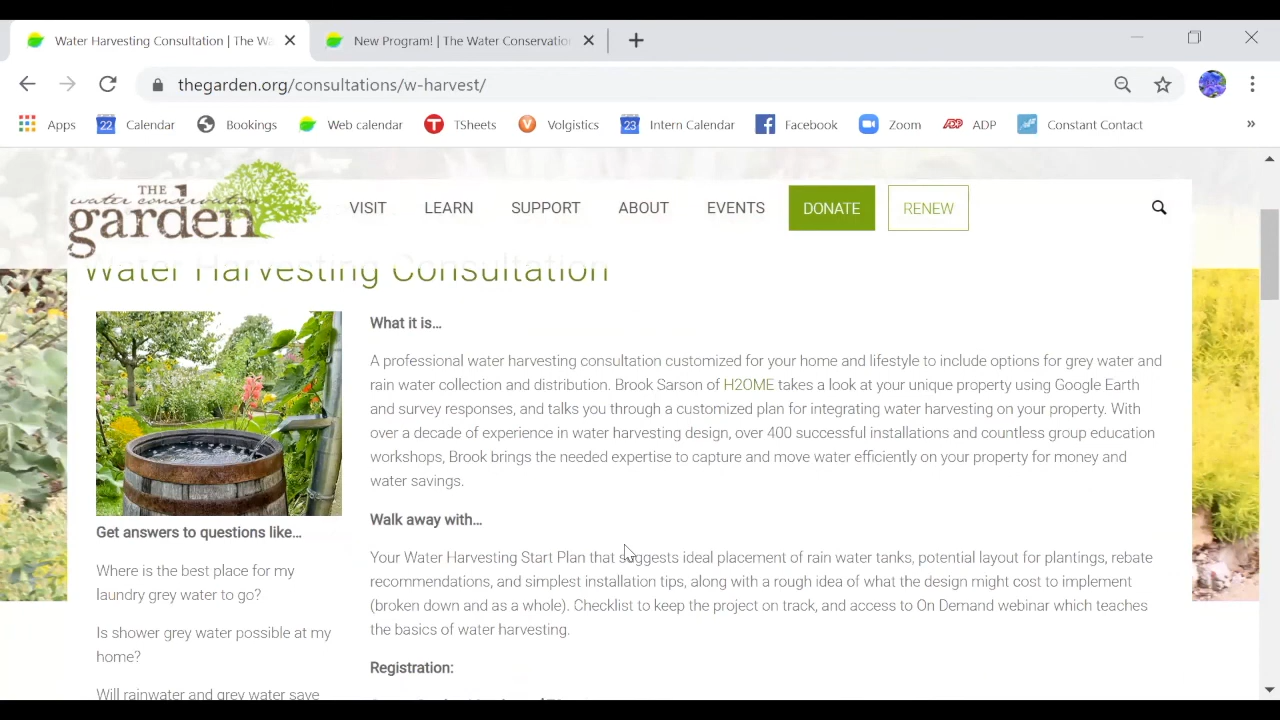 Water Harvesting Consultation | The Wa
New Program! | The Water Conservatio
thegarden.org/consultations/w-harvest/
Apps
22 Calendar
Bookings
Web calendar
T TSheets
V Volgistics
23 Intern Calendar
Facebook
Zoom
ADP ADP
Constant Contact
»
THE
water conservation
garden
VISIT
LEARN
SUPPORT
ABOUT
EVENTS
DONATE
RENEW
Water Harvesting Consultation
Get answers to questions like…
Where is the best place for my
laundry grey water to go?
Is shower grey water possible at my
home?
Will rainwater and grey water save
What it is…
A professional water harvesting consultation customized for your home and lifestyle to include options for grey water and
rain water collection and distribution. Brook Sarson of H2OME takes a look at your unique property using Google Earth
and survey responses, and talks you through a customized plan for integrating water harvesting on your property. With
over a decade of experience in water harvesting design, over 400 successful installations and countless group education
workshops, Brook brings the needed expertise to capture and move water efficiently on your property for money and
water savings.
Walk away with…
Your Water Harvesting Start Plan that suggests ideal placement of rain water tanks, potential layout for plantings, rebate
recommendations, and simplest installation tips, along with a rough idea of what the design might cost to implement
(broken down and as a whole). Checklist to keep the project on track, and access to On Demand webinar which teaches
the basics of water harvesting.
Registration: